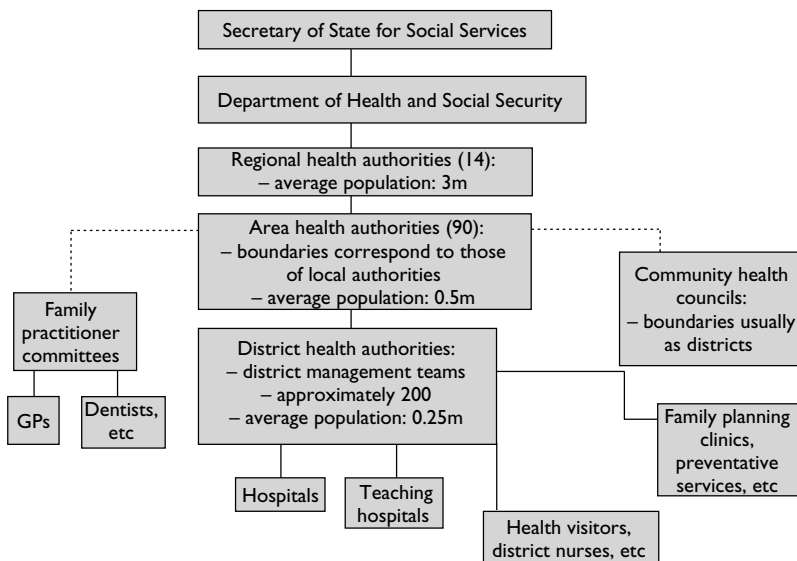 Secretary of State for Social Services
Department of Health and Social Security
Regional health authorities (14):
– average population: 3m
Area health authorities (90):
– boundaries correspond to those
of local authorities
– average population: 0.5m
Family
practitioner
committees
Community health
councils:
– boundaries usually
as districts
GPs
Dentists,
etc
District health authorities:
– district management teams
– approximately 200
– average population: 0.25m
Family planning
clinics,
preventative
services, etc
Hospitals
Teaching
hospitals
Health visitors,
district nurses, etc